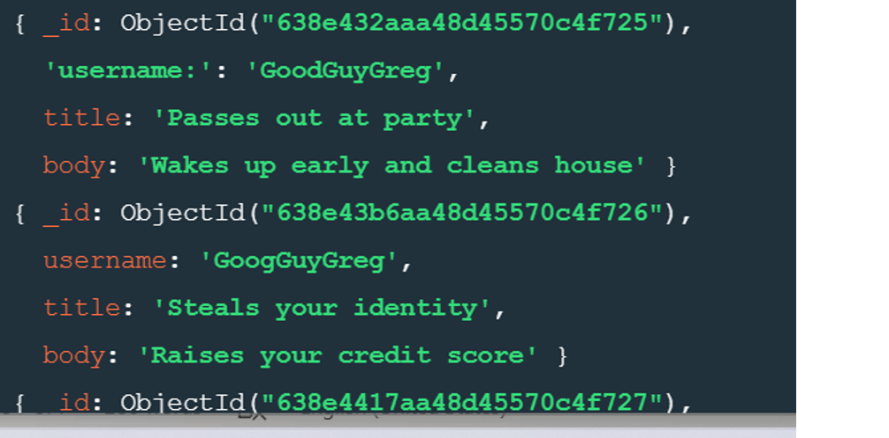 { _id: ObjectId("638e432aaa48d45570c4f725"),
'username:': 'GoodGuyGreg',
title: 'Passes out at party',
body: 'Wakes up early and cleans house' }
{ _id: ObjectId("638e43b6aa48d45570c4f726"),
username: 'GoogGuyGreg',
title: 'Steals your identity',
body: 'Raises your credit score' }
{ _id: ObjectId("638e4417aa48d45570c4f727"),